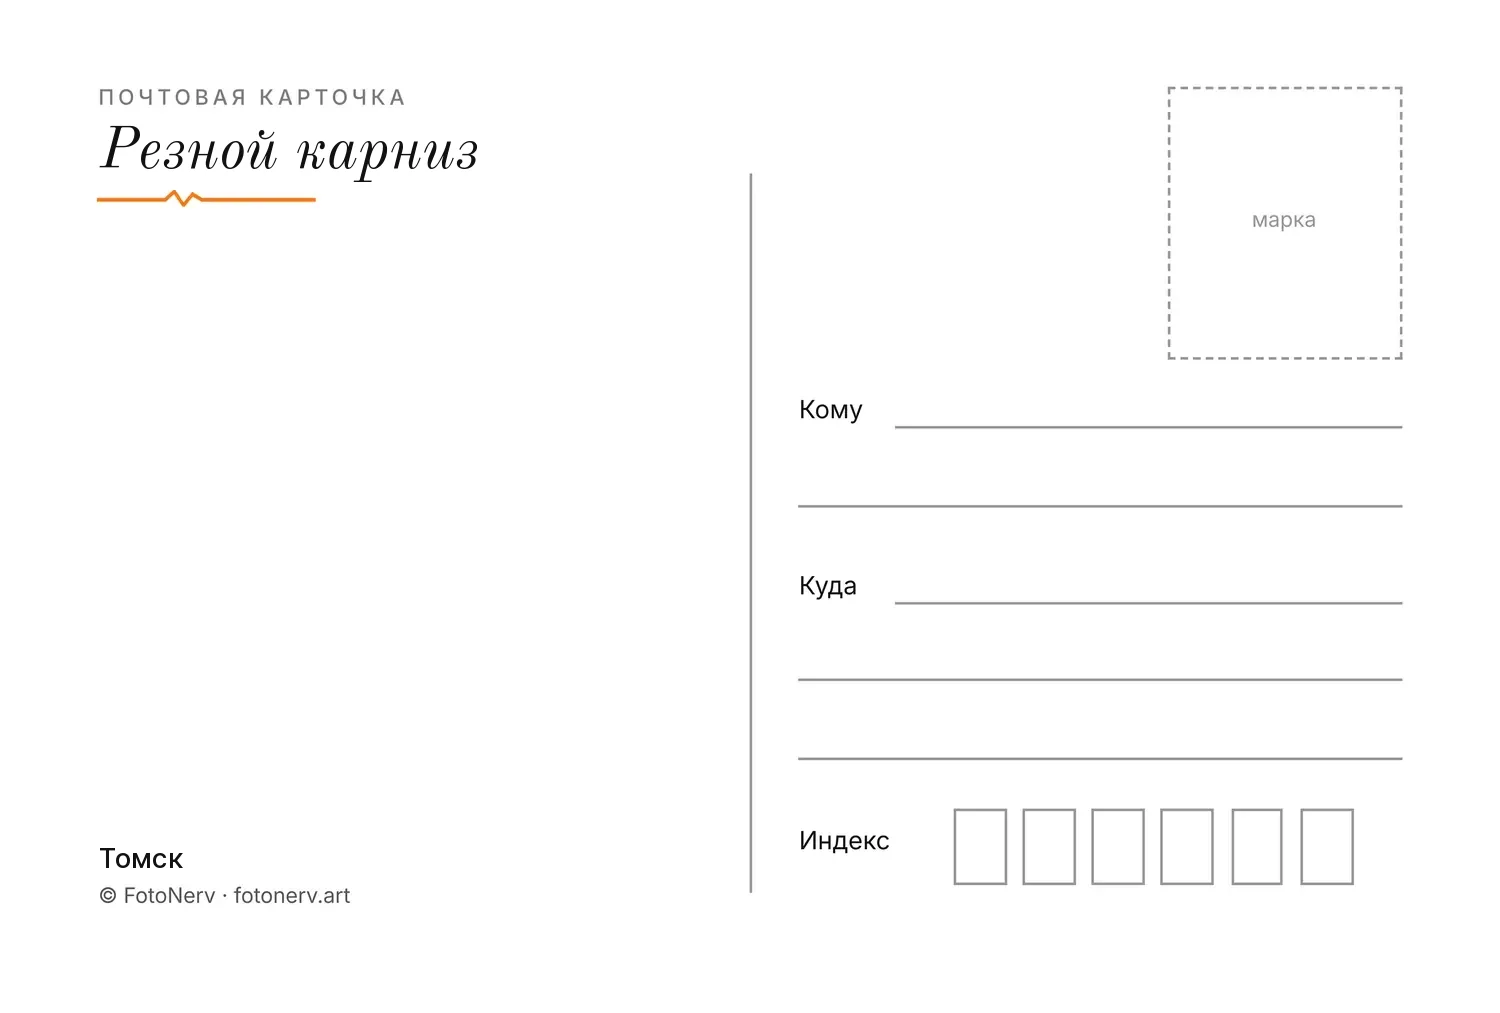 ПОЧТОВАЯ КАРТОЧКА
Резной карниз
марка
Кому
Куда
Индекс
Томск
© FotoNerv · fotonerv.art